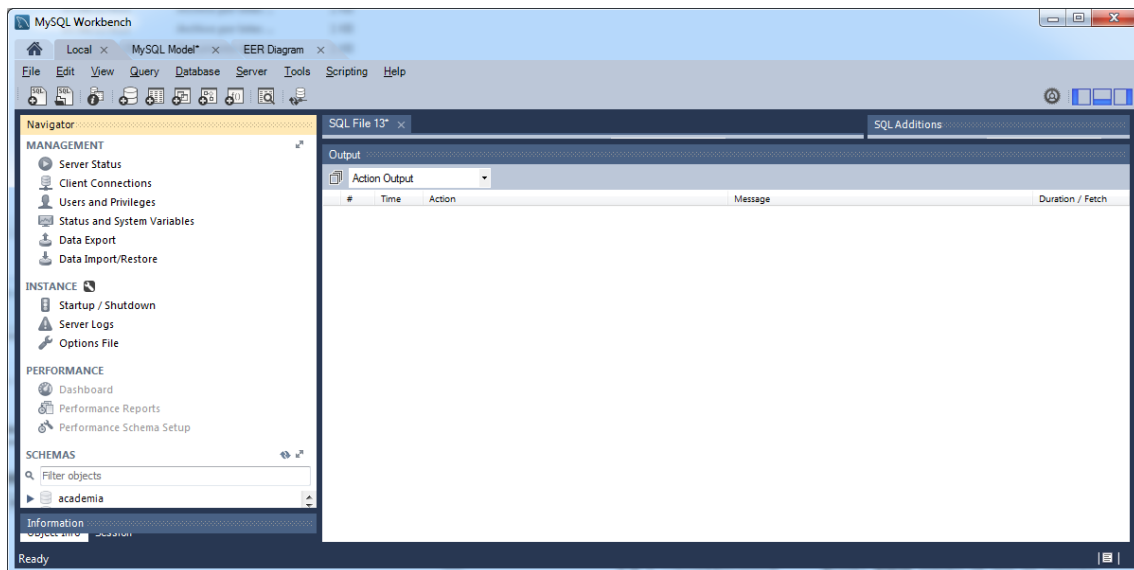 MySQL Workbench
Local MySQL Model* EER Diagram
File Edit View Query Database Server Tools Scripting Help
Navigator
MANAGEMENT
Server Status
Client Connections
Users and Privileges
Status and System Variables
Data Export
Data Import/Restore
INSTANCE
Startup / Shutdown
Server Logs
Options File
PERFORMANCE
Dashboard
Performance Reports
Performance Schema Setup
SCHEMAS
Filter objects
academia
Information
Object Info Session
Ready
SQL File 13*
SQL Additions
Output
Action Output
# Time Action Message Duration / Fetch